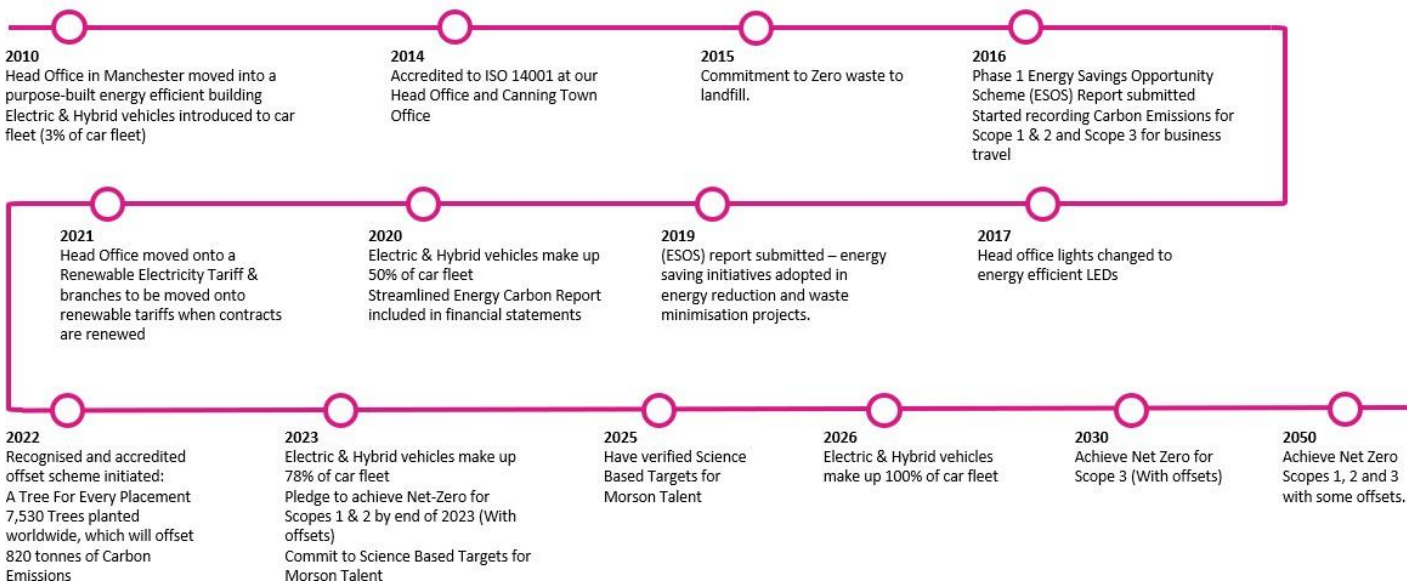 2010
Head Office in Manchester moved into a
purpose-built energy efficient building
Electric & Hybrid vehicles introduced to car
fleet (3% of car fleet)
2014
Accredited to ISO 14001 at our
Head Office and Canning Town
Office
2015
Commitment to Zero waste to
landfill.
2016
Phase 1 Energy Savings Opportunity
Scheme (ESOS) Report submitted
Started recording Carbon Emissions for
Scope 1 & 2 and Scope 3 for business
travel
2017
Head office lights changed to
energy efficient LEDs
2019
(ESOS) report submitted – energy
saving initiatives adopted in
energy reduction and waste
minimisation projects.
2020
Electric & Hybrid vehicles make up
50% of car fleet
Streamlined Energy Carbon Report
included in financial statements
2021
Head Office moved onto a
Renewable Electricity Tariff &
branches to be moved onto
renewable tariffs when contracts
are renewed
2022
Recognised and accredited
offset scheme initiated:
A Tree For Every Placement
7,530 Trees planted
worldwide, which will offset
820 tonnes of Carbon
Emissions
2023
Electric & Hybrid vehicles make up
78% of car fleet
Pledge to achieve Net-Zero for
Scopes 1 & 2 by end of 2023 (With
offsets)
Commit to Science Based Targets for
Morson Talent
2025
Have verified Science
Based Targets for
Morson Talent
2026
Electric & Hybrid vehicles
make up 100% of car fleet
2030
Achieve Net Zero for
Scope 3 (With offsets)
2050
Achieve Net Zero
Scopes 1, 2 and 3
with some offsets.